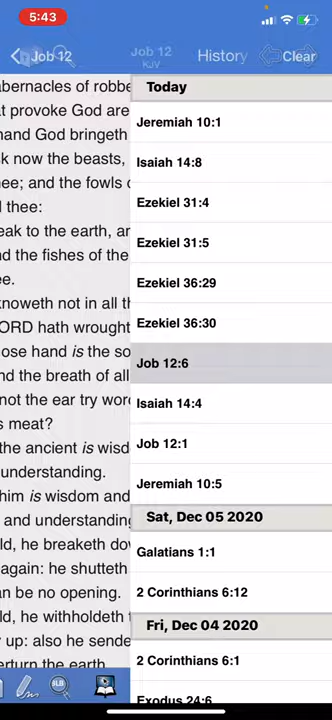 5:43
Job 12
Job 12
KJV
History
Clear
abernacles of robbe
at provoke God are
hand God bringeth
k now the beasts,
ee; and the fowls
thee:
eak to the earth, an
nd the fishes of the
ee.
knoweth not in all th
ORD hath wrought
ose hand is the so
nd the breath of all
not the ear try word
s meat?
the ancient is wisd
understanding.
him is wisdom and
and understanding
ld, he breaketh do
again: he shutteth
an be no opening.
ld, he withholdeth
y up: also he sende
erturn the earth
Today
Jeremiah 10:1
Isaiah 14:8
Ezekiel 31:4
Ezekiel 31:5
Ezekiel 36:29
Ezekiel 36:30
Job 12:6
Isaiah 14:4
Job 12:1
Jeremiah 10:5
Sat, Dec 05 2020
Galatians 1:1
2 Corinthians 6:12
Fri, Dec 04 2020
2 Corinthians 6:1
Exodus 24:6